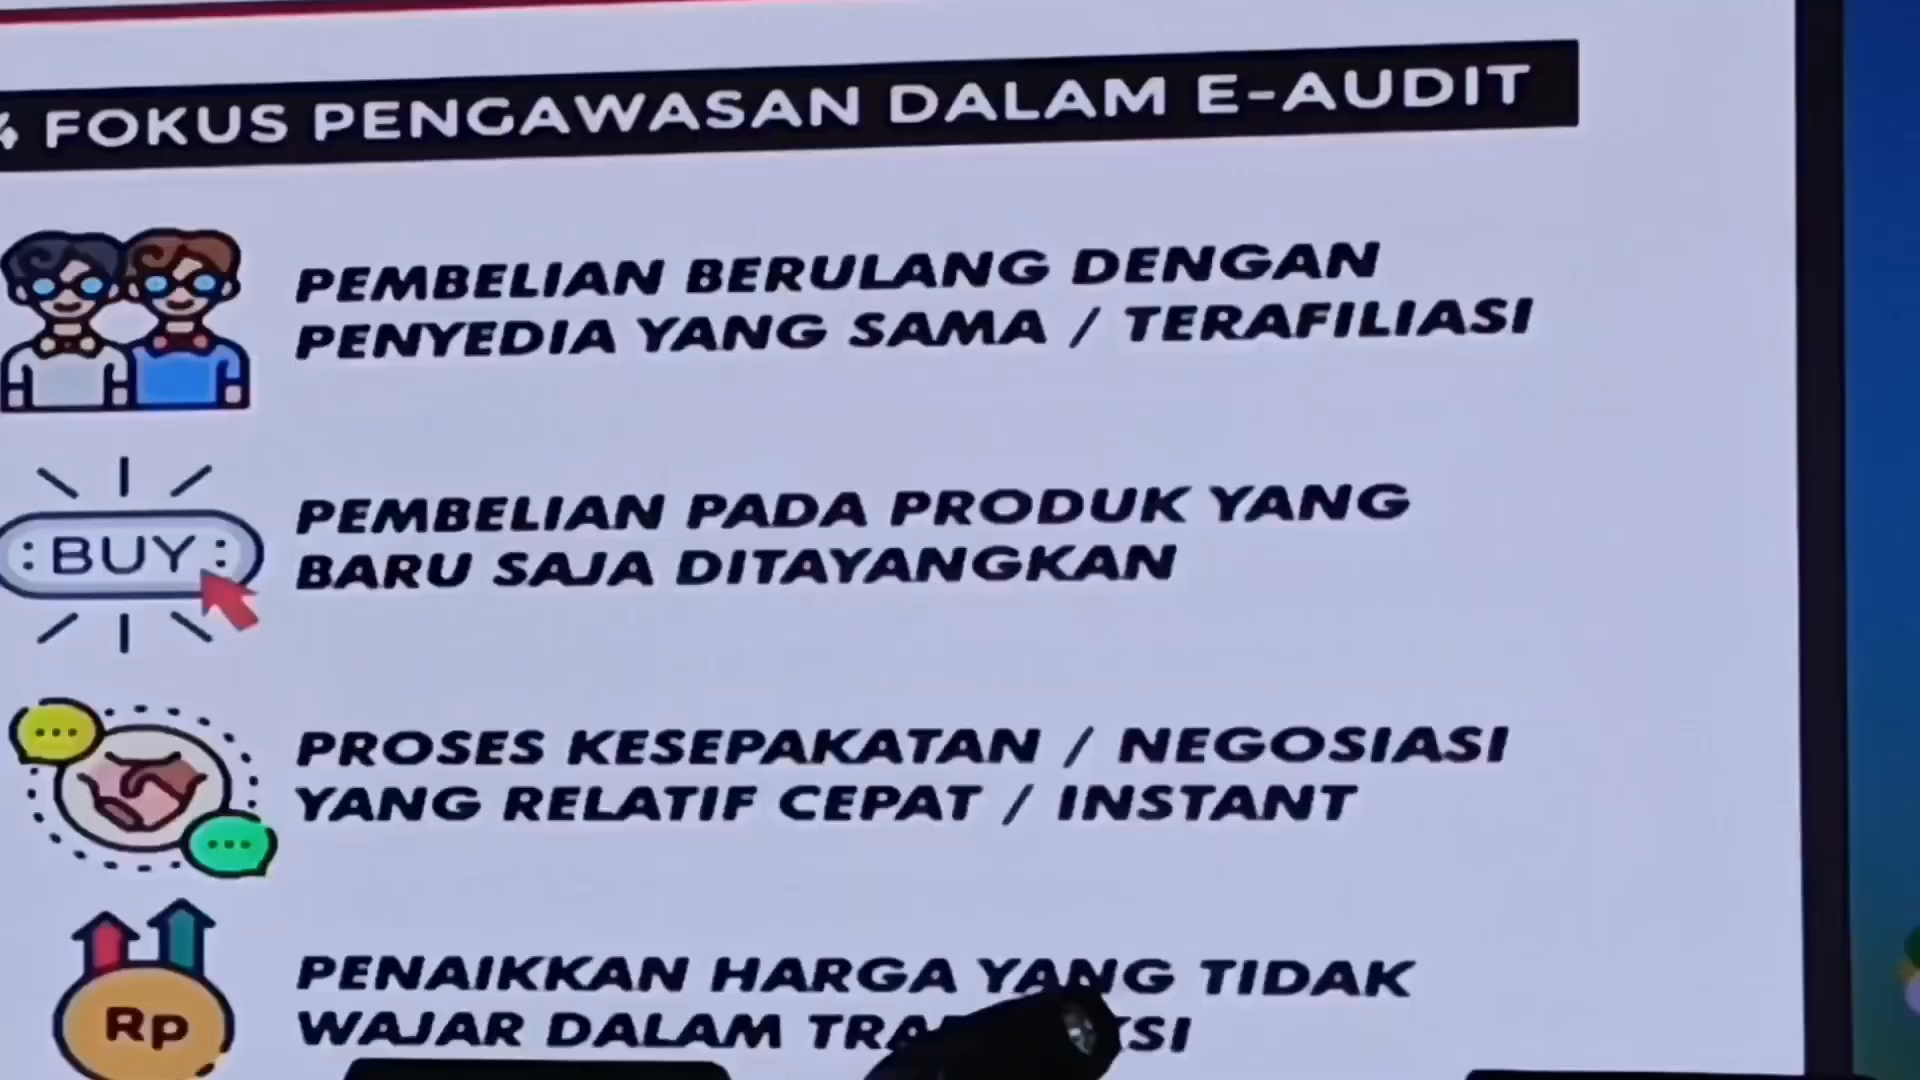 FOKUS PENGAWASAN DALAM E-AUDIT
PEMBELIAN BERULANG DENGAN
PENYEDIA YANG SAMA / TERAFILIASI
:BUY:
PEMBELIAN PADA PRODUK YANG
BARU SAJA DITAYANGKAN
PROSES KESEPAKATAN / NEGOSIASI
YANG RELATIF CEPAT / INSTANT
Rp
PENAIKKAN HARGA YANG TIDAK
WAJAR DALAM